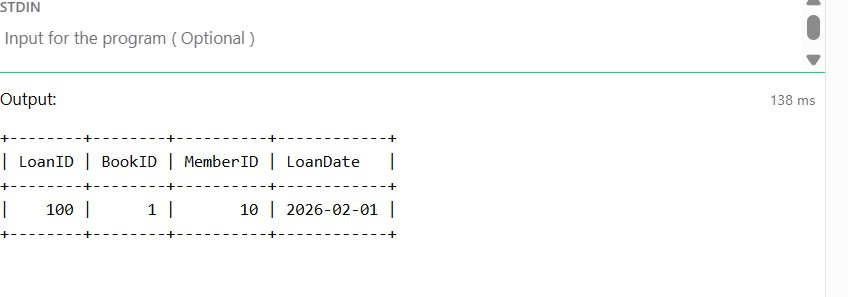 STDIN
Input for the program ( Optional )
Output:
138 ms
+--------+--------+----------+------------+
| LoanID | BookID | MemberID | LoanDate   |
+--------+--------+----------+------------+
|    100 |      1 |       10 | 2026-02-01 |
+--------+--------+----------+------------+